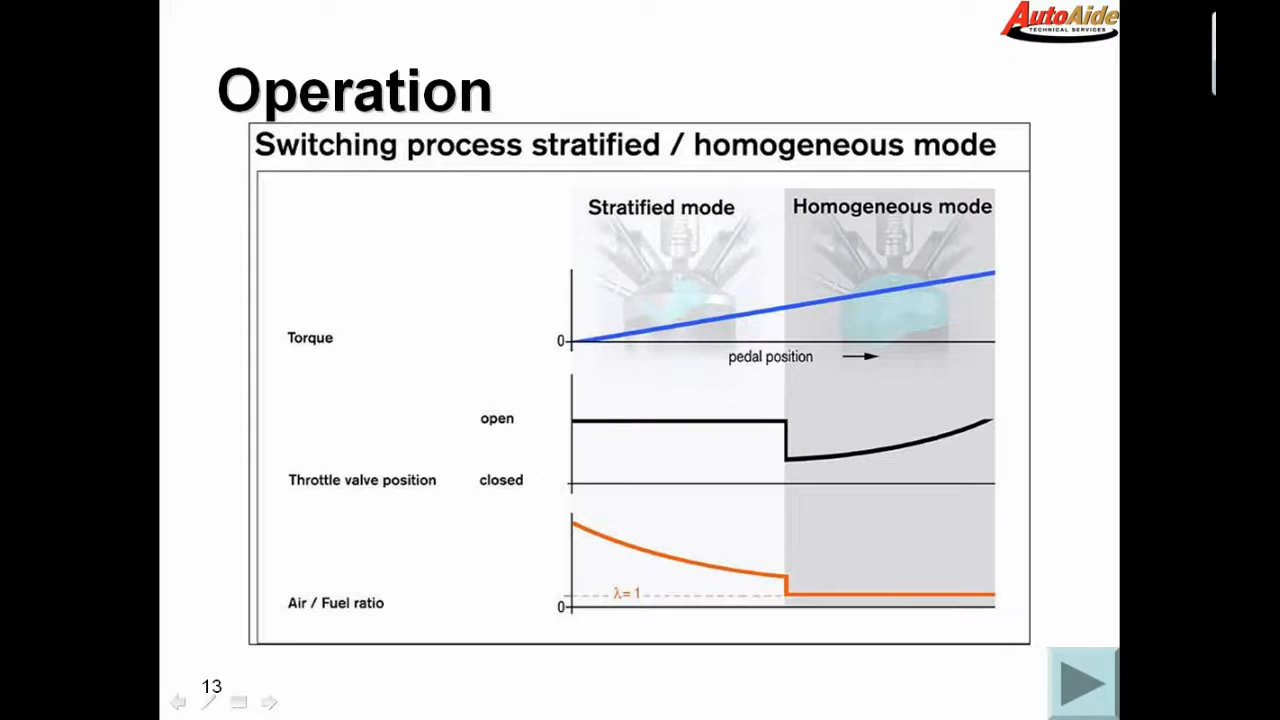 AutoAide
TECHNICAL SERVICES
Operation
Switching process stratified / homogeneous mode
Stratified mode
Homogeneous mode
Torque
0
pedal position
open
Throttle valve position
closed
λ=1
Air / Fuel ratio
0
13